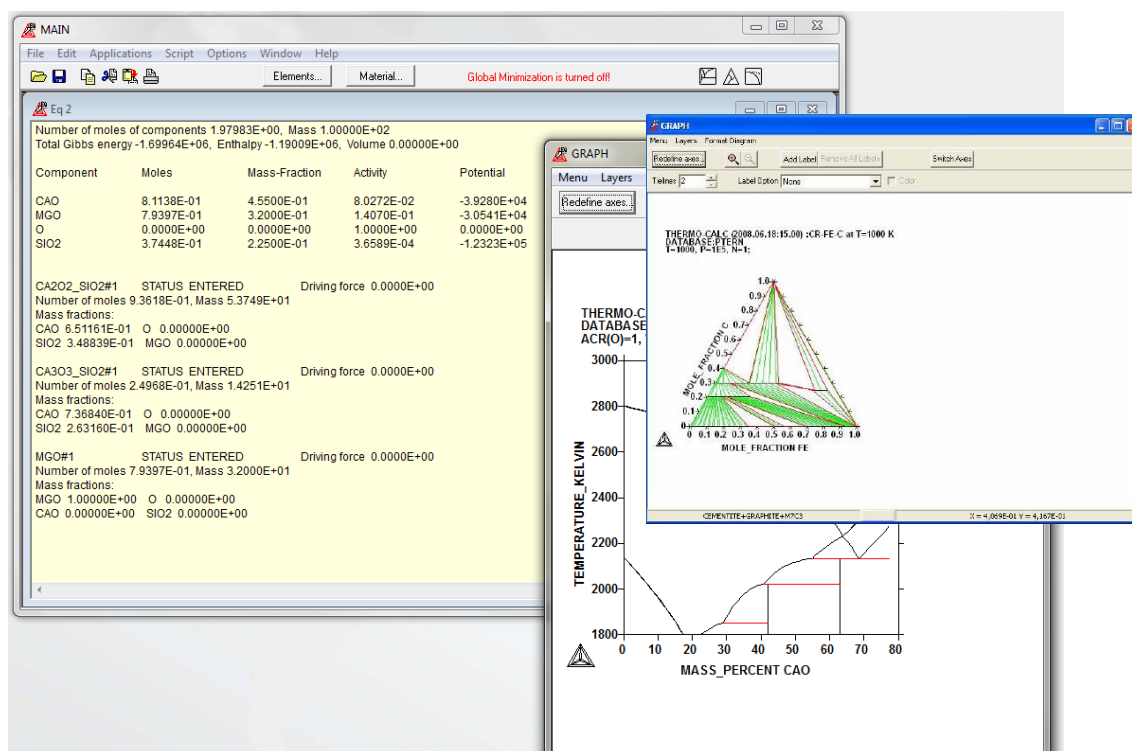 MAIN
File Edit Applications Script Options Window Help
Elements... Material... Global Minimization is turned off!
Eq 2
Number of moles of components 1.97983E+00, Mass 1.00000E+02
Total Gibbs energy -1.69964E+06, Enthalpy -1.19009E+06, Volume 0.00000E+00
Component Moles Mass-Fraction Activity Potential
CAO 8.1138E-01 4.5500E-01 8.0272E-02 -3.9280E+04
MGO 7.9397E-01 3.2000E-01 1.4070E-01 -3.0541E+04
O 0.0000E+00 0.0000E+00 1.0000E+00 0.0000E+00
SIO2 3.7448E-01 2.2500E-01 3.6589E-04 -1.2323E+05
CA2O2_SIO2#1 STATUS ENTERED Driving force 0.0000E+00
Number of moles 9.3618E-01, Mass 5.3749E+01
Mass fractions:
CAO 6.51161E-01 O 0.00000E+00
SIO2 3.48839E-01 MGO 0.00000E+00
CA3O3_SIO2#1 STATUS ENTERED Driving force 0.0000E+00
Number of moles 2.4968E-01, Mass 1.4251E+01
Mass fractions:
CAO 7.36840E-01 O 0.00000E+00
SIO2 2.63160E-01 MGO 0.00000E+00
MGO#1 STATUS ENTERED Driving force 0.0000E+00
Number of moles 7.9397E-01, Mass 3.2000E+01
Mass fractions:
MGO 1.00000E+00 O 0.00000E+00
CAO 0.00000E+00 SIO2 0.00000E+00
GRAPH
Menu Layers
Redefine axes...
THERMO-C
DATABASE
ACR(O)=1,
3000
2800
2600
2400
2200
2000
1800
TEMPERATURE_KELVIN
0 10 20 30 40 50 60 70 80
MASS_PERCENT CAO
GRAPH
Menu Layers Format Diagram
Redefine axes... Add Label Remove All Labels Switch Axes
Tielines 2 Label Option None Color
THERMO-CALC (2008.06.18:15.00) :CR-FE-C at T=1000 K
DATABASE:PTERN
T=1000, P=1E5, N=1;
1.0
0.9
0.8
0.7
0.6
0.5
0.4
0.3
0.2
0.1
0
MOLE_FRACTION C
0 0.1 0.2 0.3 0.4 0.5 0.6 0.7 0.8 0.9 1.0
MOLE_FRACTION FE
CEMENTITE+GRAPHITE+M7C3 X = 4,069E-01 Y = 4,167E-01